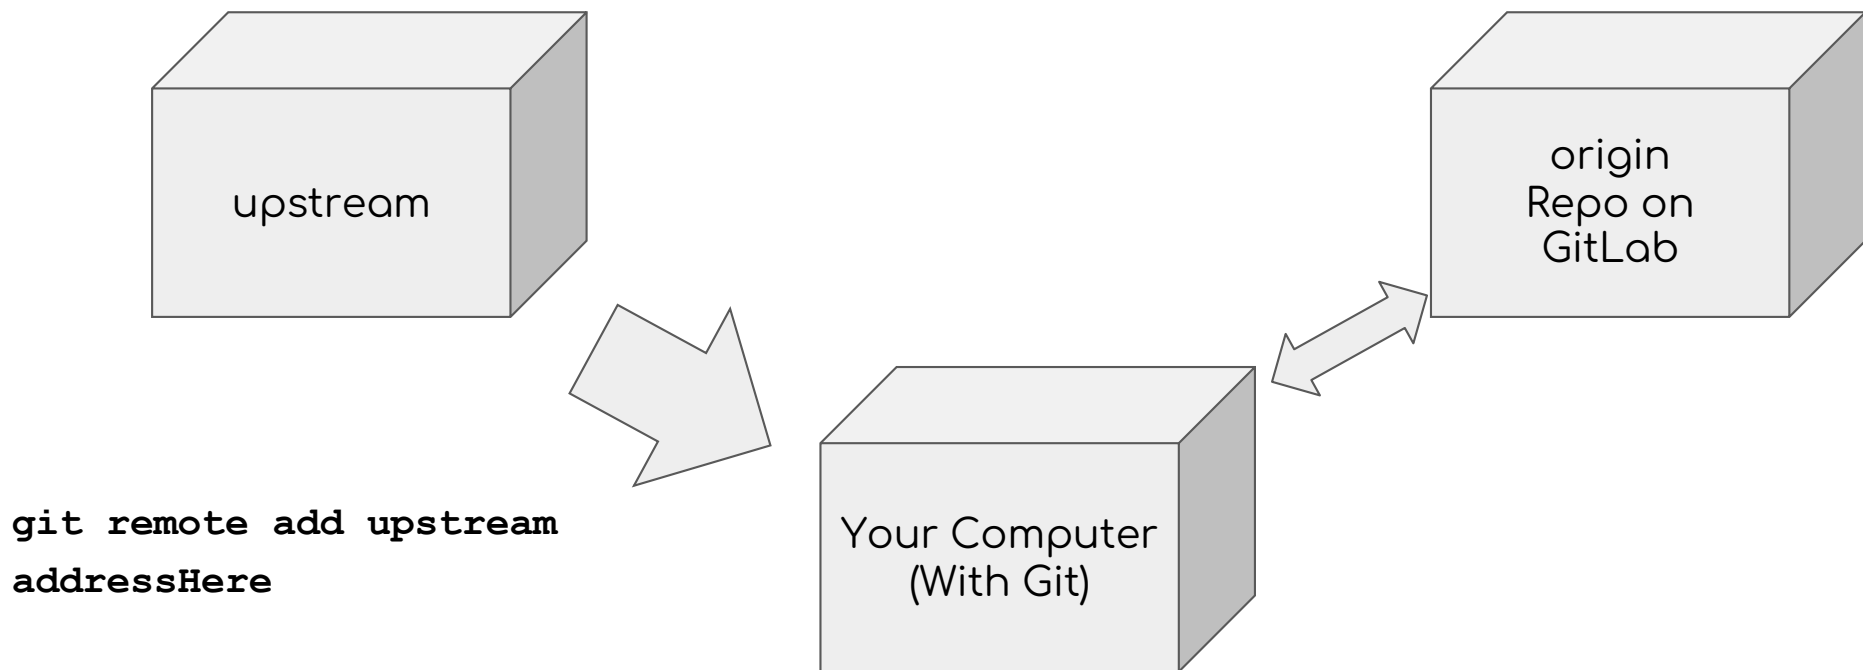 upstream
origin
Repo on
GitLab
git remote add upstream
addressHere
Your Computer
(With Git)